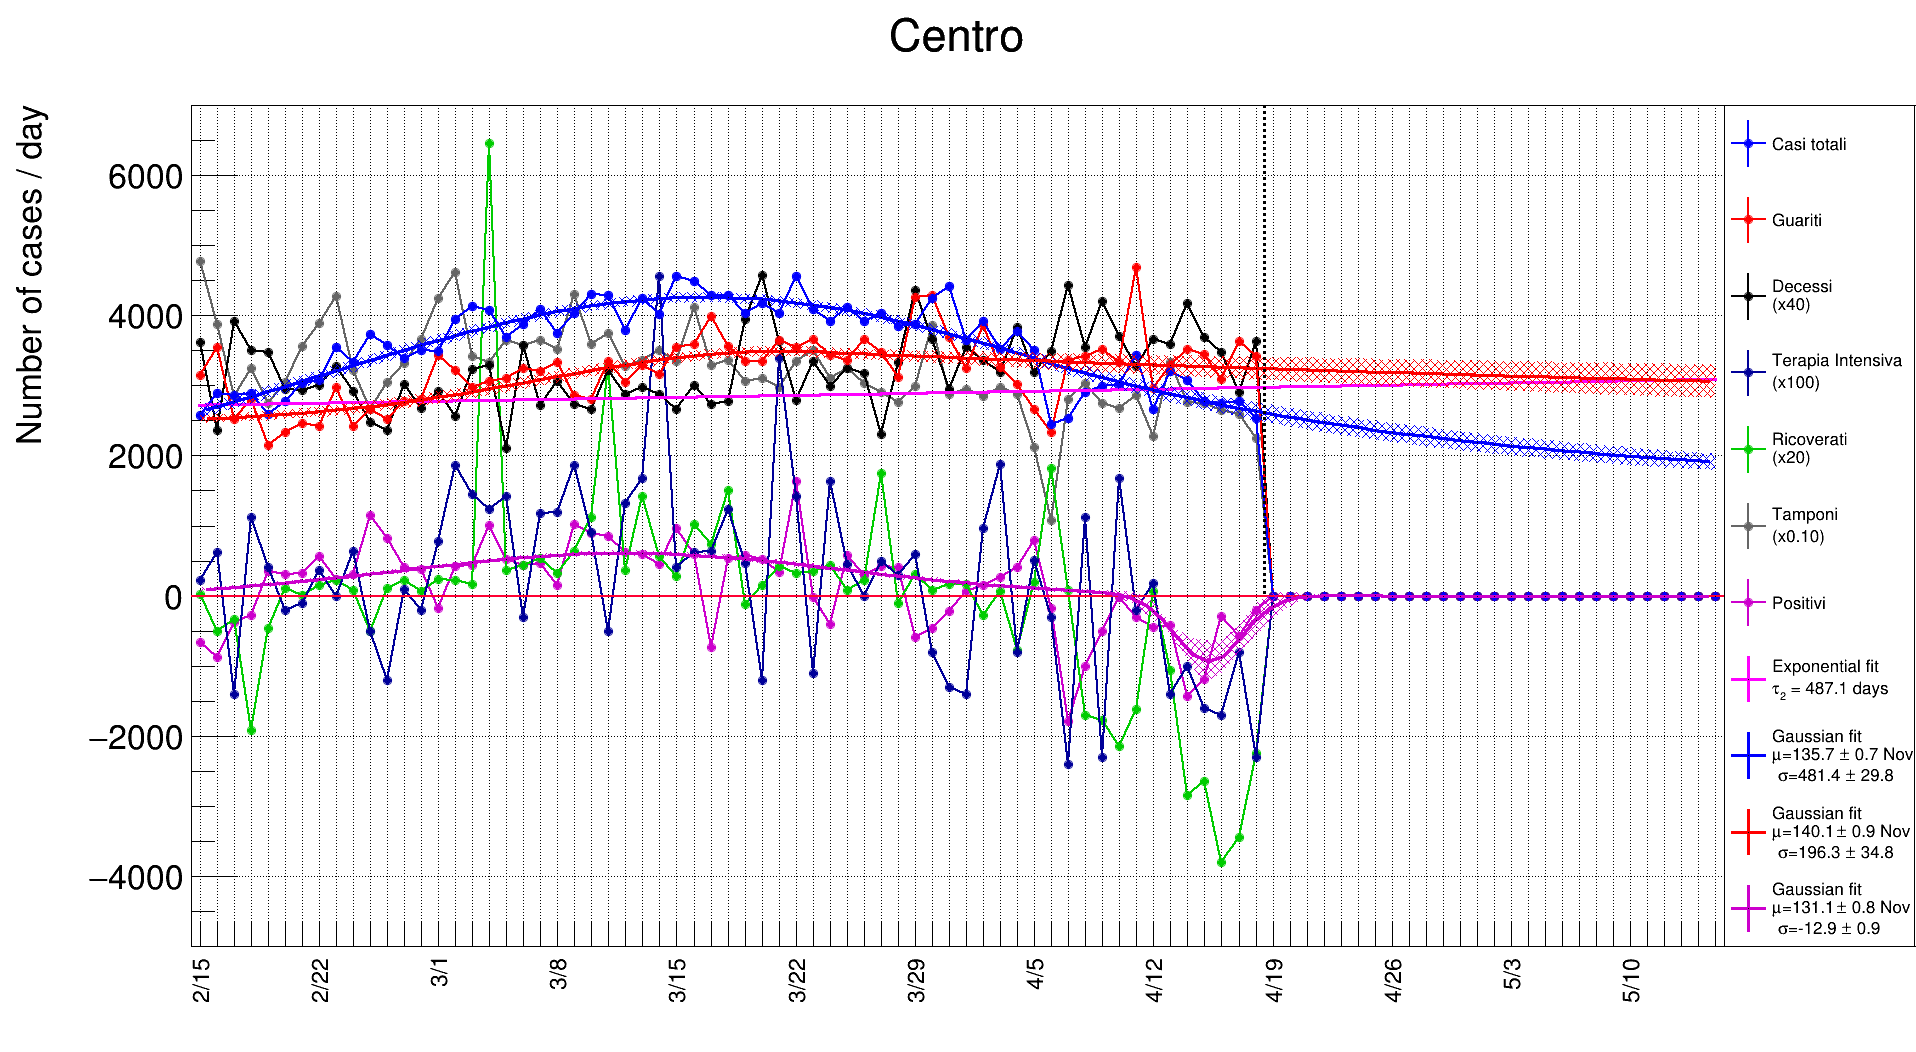 Centro
Number of cases / day
6000
4000
2000
0
−2000
−4000
2/15
2/22
3/1
3/8
3/15
3/22
3/29
4/5
4/12
4/19
4/26
5/3
5/10
Casi totali
Guariti
Decessi
(x40)
Terapia Intensiva
(x100)
Ricoverati
(x20)
Tamponi
(x0.10)
Positivi
Exponential fit
τ₂ = 487.1 days
Gaussian fit
μ=135.7 ± 0.7 Nov
σ=481.4 ± 29.8
Gaussian fit
μ=140.1 ± 0.9 Nov
σ=196.3 ± 34.8
Gaussian fit
μ=131.1 ± 0.8 Nov
σ=-12.9 ± 0.9